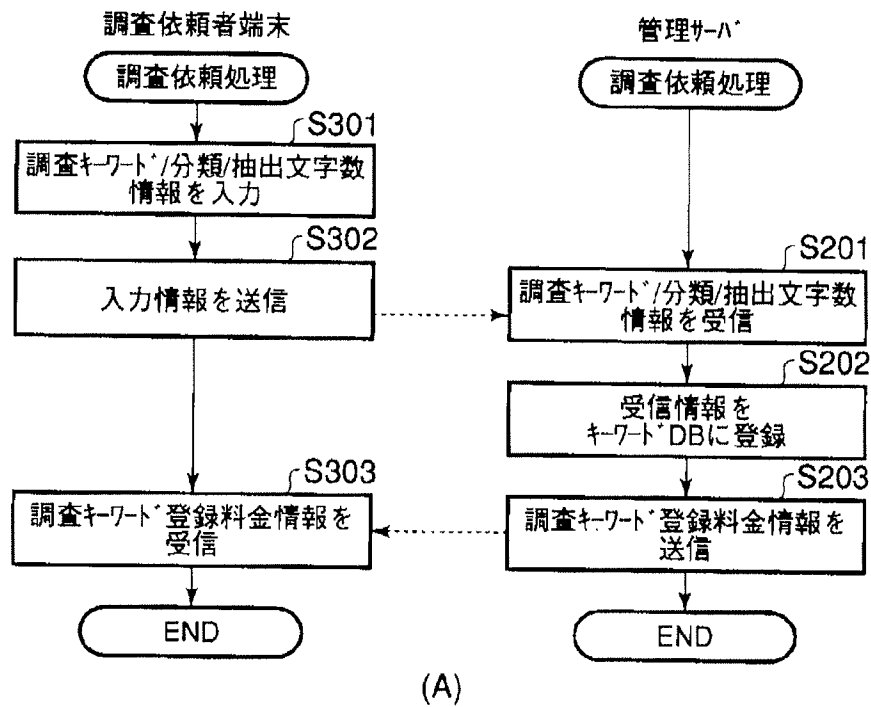 調査依頼者端末
調査依頼処理
S301
調査ｷｰﾜｰﾄﾞ/分類/抽出文字数
情報を入力
S302
入力情報を送信
S303
調査ｷｰﾜｰﾄﾞ登録料金情報を
受信
END
管理ｻｰﾊﾞ
調査依頼処理
S201
調査ｷｰﾜｰﾄﾞ/分類/抽出文字数
情報を受信
S202
受信情報を
ｷｰﾜｰﾄﾞDBに登録
S203
調査ｷｰﾜｰﾄﾞ登録料金情報を
送信
END
(A)